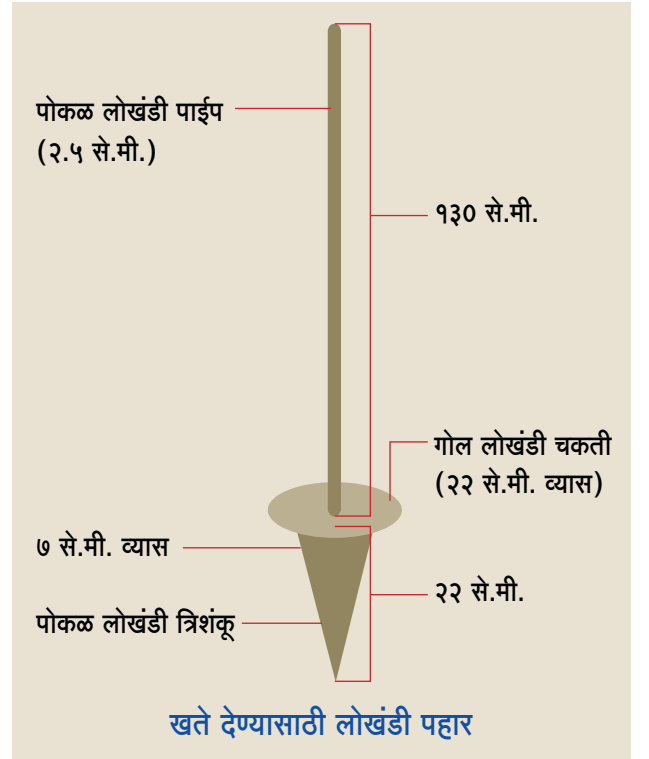 पोकळ लोखंडी पाईप
(२.५ से.मी.)
१३० से.मी.
गोल लोखंडी चकती
(२२ से.मी. व्यास)
७ से.मी. व्यास
२२ से.मी.
पोकळ लोखंडी त्रिशंकू
खते देण्यासाठी लोखंडी पहार